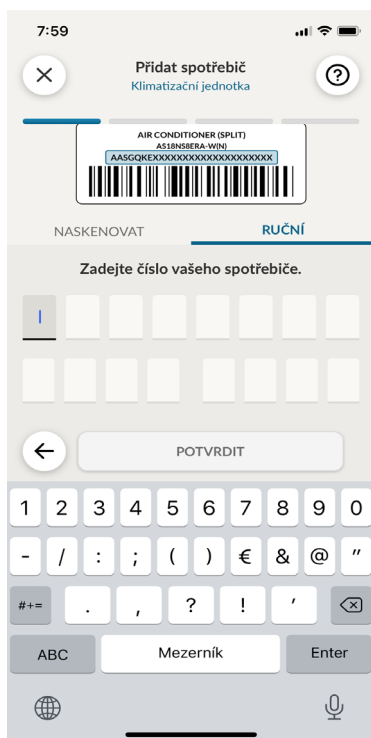 7:59
Přidat spotřebič
Klimatizační jednotka
AIR CONDITIONER (SPLIT)
AS18NS8ERA-W(N)
AASGQKEXXXXXXXXXXXXXXXXXXXX
NASKENOVAT
RUČNÍ
Zadejte číslo vašeho spotřebiče.
POTVRDIT
1 2 3 4 5 6 7 8 9 0
- / : ; ( ) € & @ "
#+= . , ? ! '
ABC Mezerník Enter